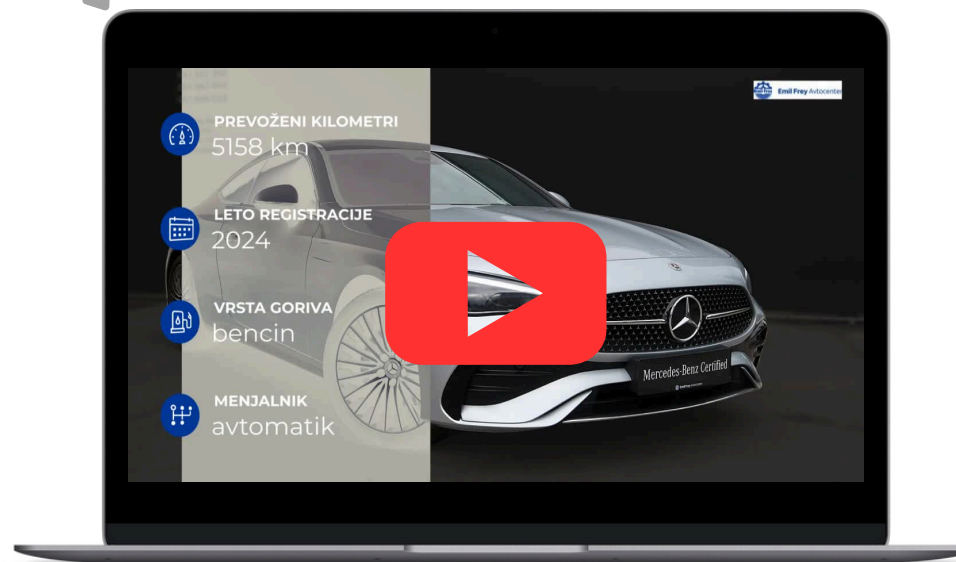 Emil Frey Avtocenter
PREVOŽENI KILOMETRI
5158 km
LETO REGISTRACIJE
2024
VRSTA GORIVA
bencin
MENJALNIK
avtomatik
Mercedes-Benz Certified